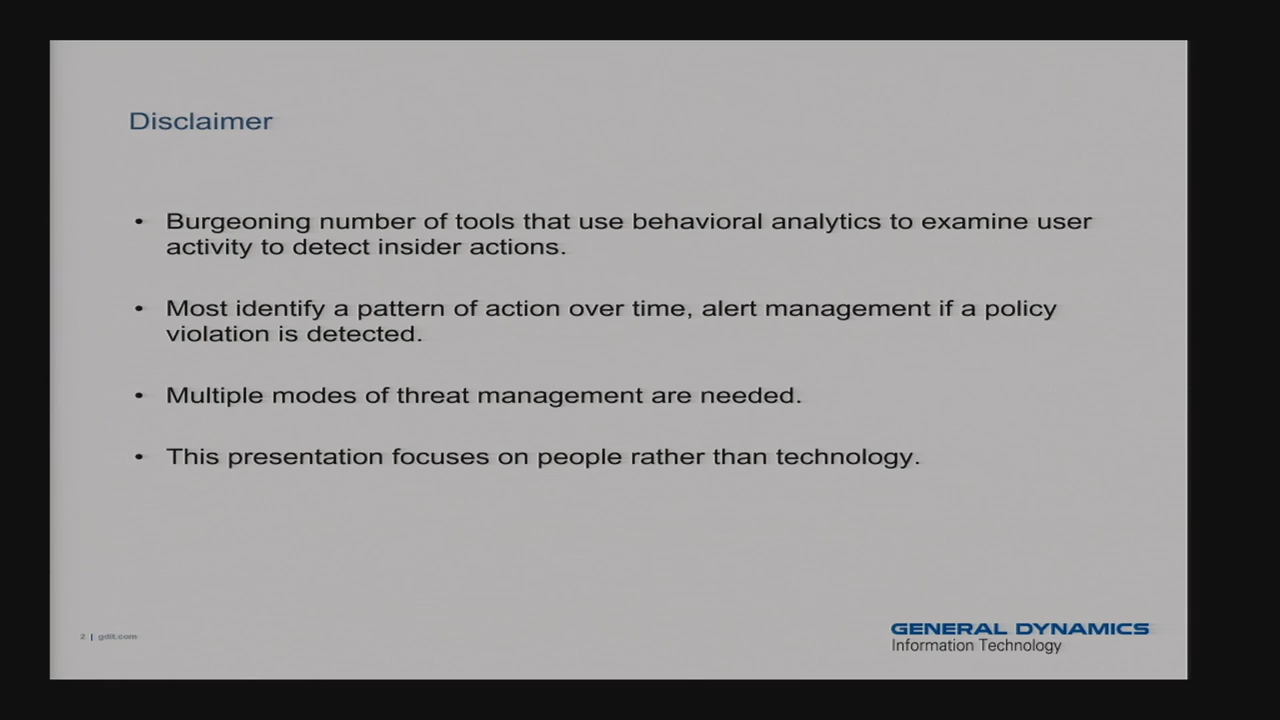 Disclaimer
• Burgeoning number of tools that use behavioral analytics to examine user
activity to detect insider actions.
• Most identify a pattern of action over time, alert management if a policy
violation is detected.
• Multiple modes of threat management are needed.
• This presentation focuses on people rather than technology.
2 | gdit.com
GENERAL DYNAMICS
Information Technology